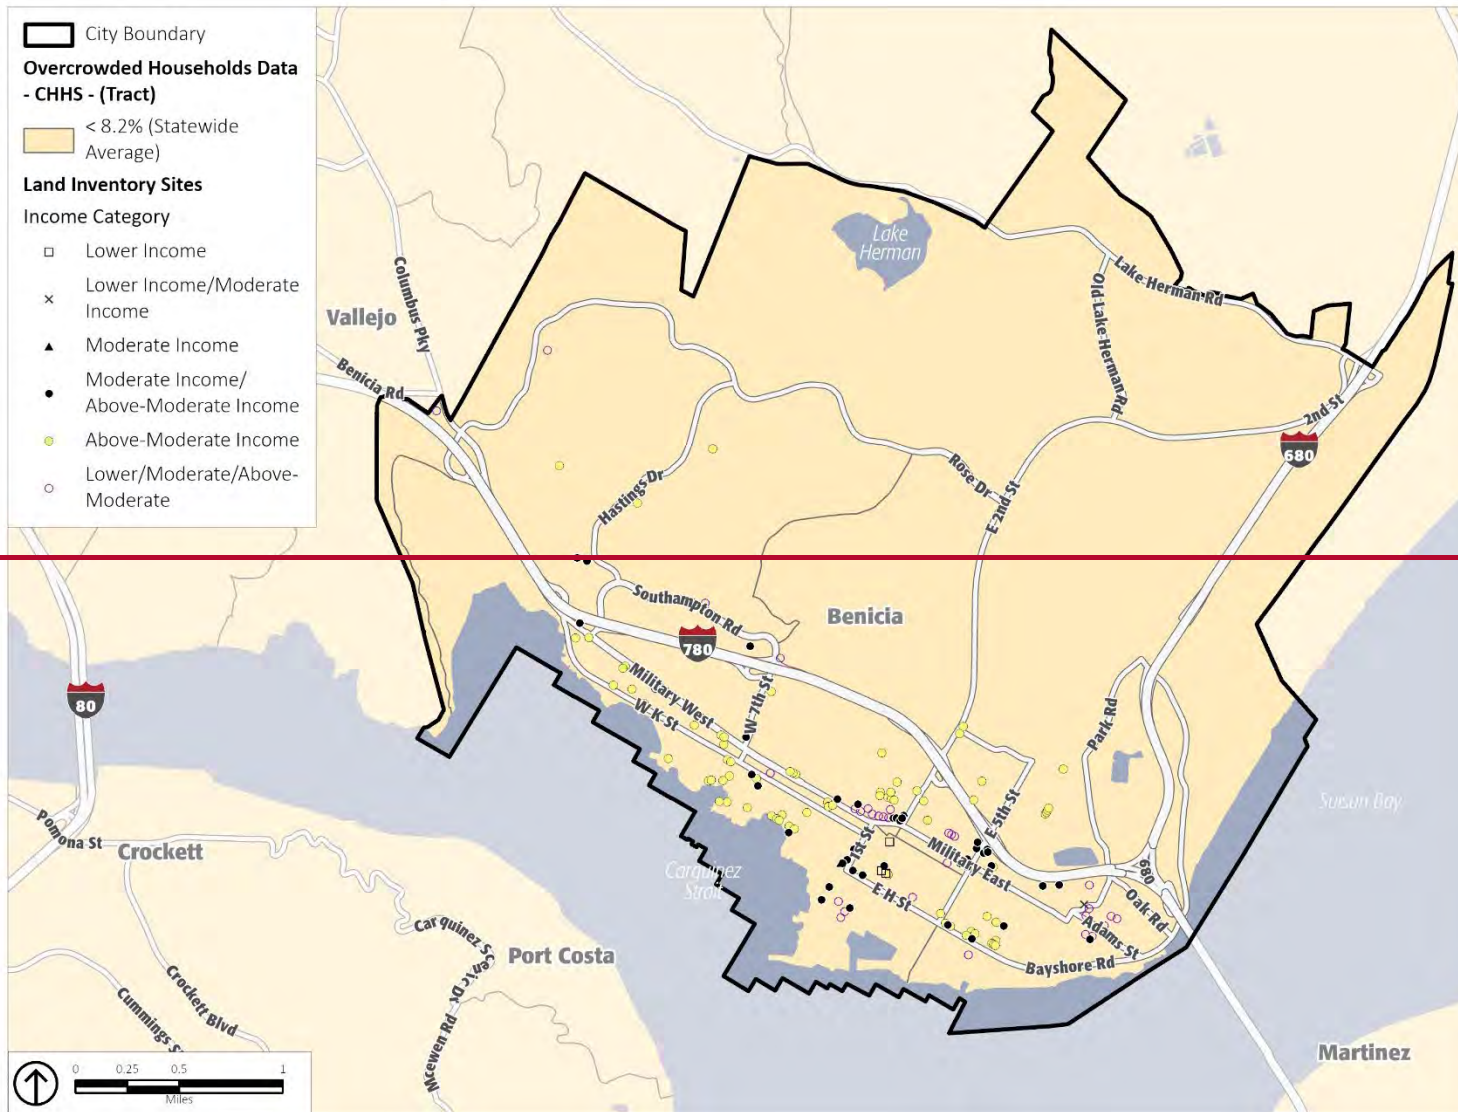 City Boundary
Overcrowded Households Data
- CHHS - (Tract)
< 8.2% (Statewide
Average)
Land Inventory Sites
Income Category
Lower Income
Lower Income/Moderate
Income
Moderate Income
Moderate Income/
Above-Moderate Income
Above-Moderate Income
Lower/Moderate/Above-
Moderate
Lake
Herman
Lake Herman Rd
Old Lake Herman Rd
Columbus Pky
Vallejo
Benicia Rd
2nd St
680
Rose Dr
Hastings Dr
E 2nd St
Southampton Rd
Benicia
780
Military West
W K St
W 7th St
Park Rd
80
Suisun Bay
E 5th St
Pomona St
Crockett
1st St
Military East
680
Carquinez
Strait
E H St
Oak Rd
Adams St
Carquinez Scenic Dr
Port Costa
Bayshore Rd
Crockett Blvd
Cummings S
Mcewen Rd
Martinez
0 0.25 0.5 1
Miles